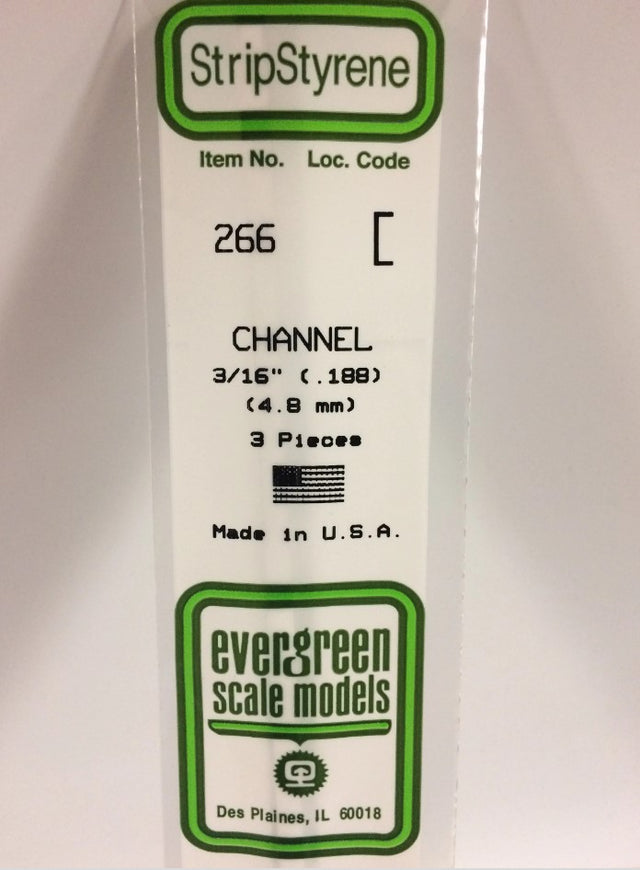 StripStyrene
Item No. Loc. Code
266
CHANNEL
3/16" (.188)
(4.8 mm)
3 Pieces
Made in U.S.A.
evergreen
scale models
Des Plaines, IL 60018